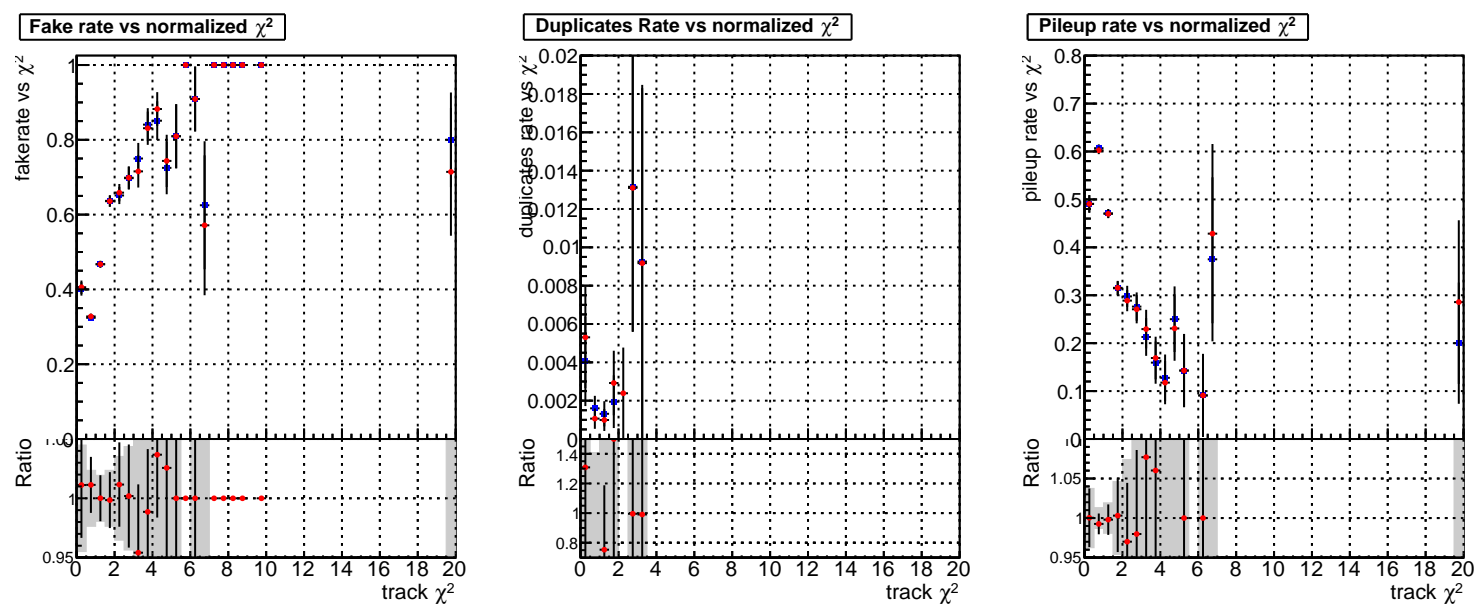 Fake rate vs normalized χ²
fakerate vs χ²
1
0.8
0.6
0.4
0.2
0
Ratio
1
0.95
0 2 4 6 8 10 12 14 16 18 20
track χ²
Duplicates Rate vs normalized χ²
duplicates rate vs χ²
0.02
0.018
0.016
0.014
0.012
0.01
0.008
0.006
0.004
0.002
0
Ratio
1.4
1.2
1
0.8
0 2 4 6 8 10 12 14 16 18 20
track χ²
Pileup rate vs normalized χ²
pileup rate vs χ²
0.8
0.7
0.6
0.5
0.4
0.3
0.2
0.1
0
Ratio
1.05
1
0.95
0 2 4 6 8 10 12 14 16 18 20
track χ²